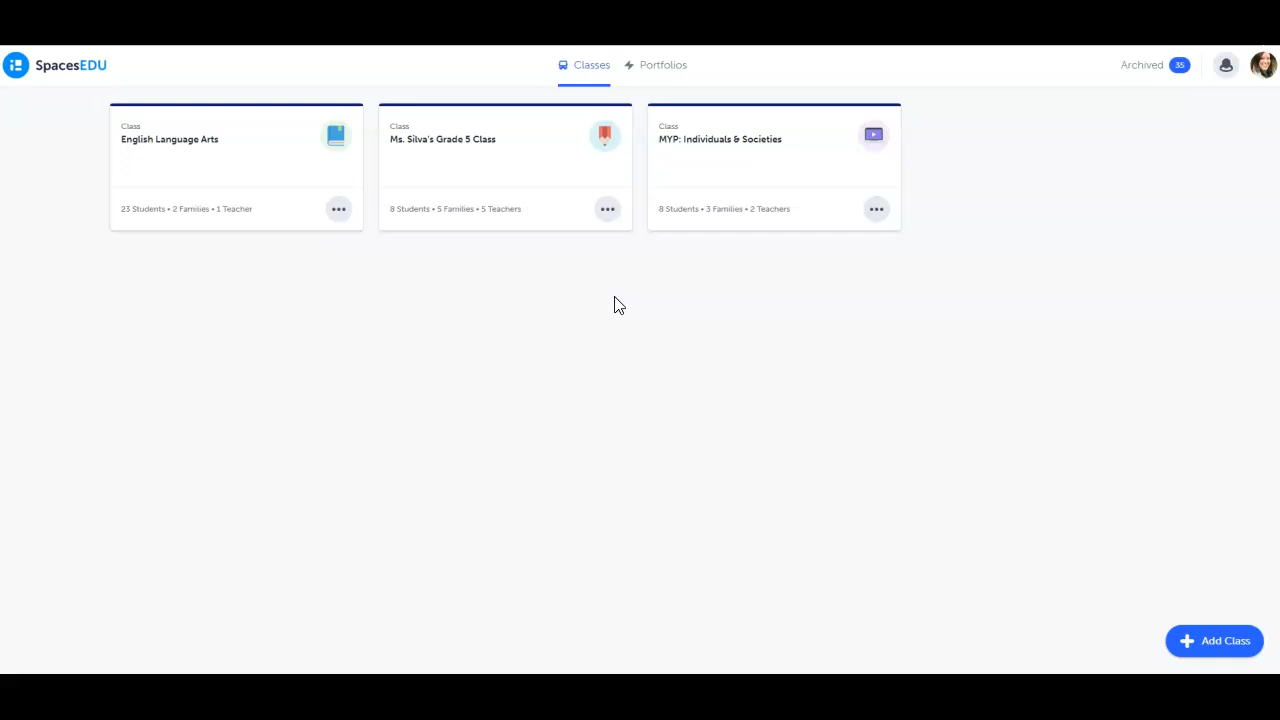 SpacesEDU
Classes
Portfolios
Archived 35
Class
English Language Arts
23 Students • 2 Families • 1 Teacher
Class
Ms. Silva's Grade 5 Class
8 Students • 5 Families • 5 Teachers
Class
MYP: Individuals & Societies
8 Students • 3 Families • 2 Teachers
Add Class